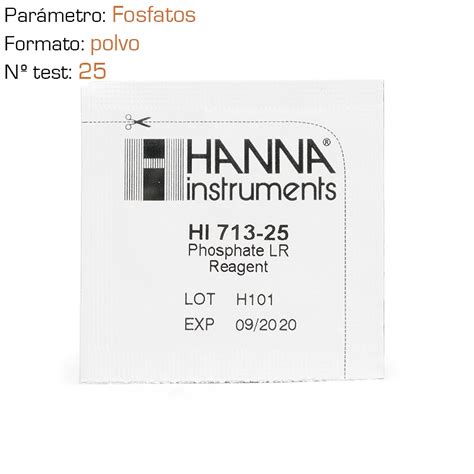 Parámetro: Fosfatos
Formato: polvo
Nº test: 25
HANNA®
instruments
HI 713-25
Phosphate LR
Reagent
LOT H101
EXP 09/2020